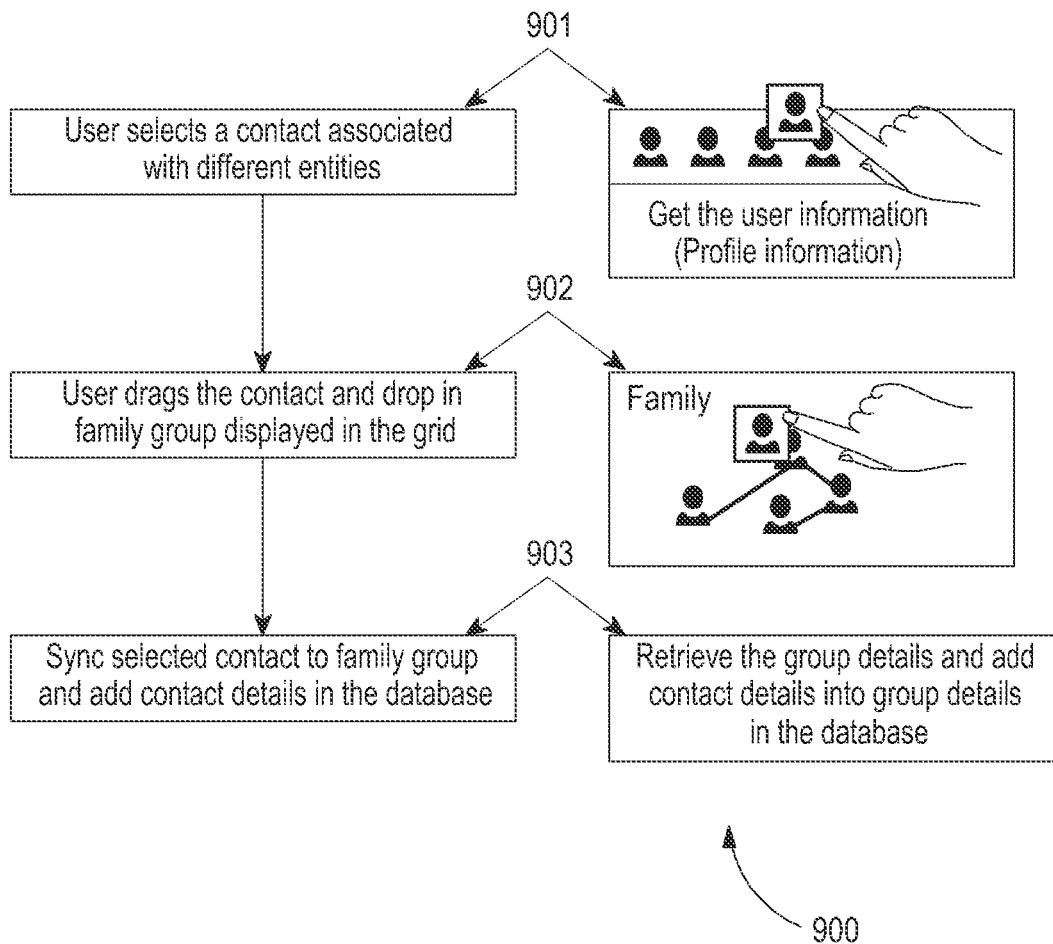 901
User selects a contact associated
with different entities
Get the user information
(Profile information)
902
User drags the contact and drop in
family group displayed in the grid
Family
903
Sync selected contact to family group
and add contact details in the database
Retrieve the group details and add
contact details into group details
in the database
900